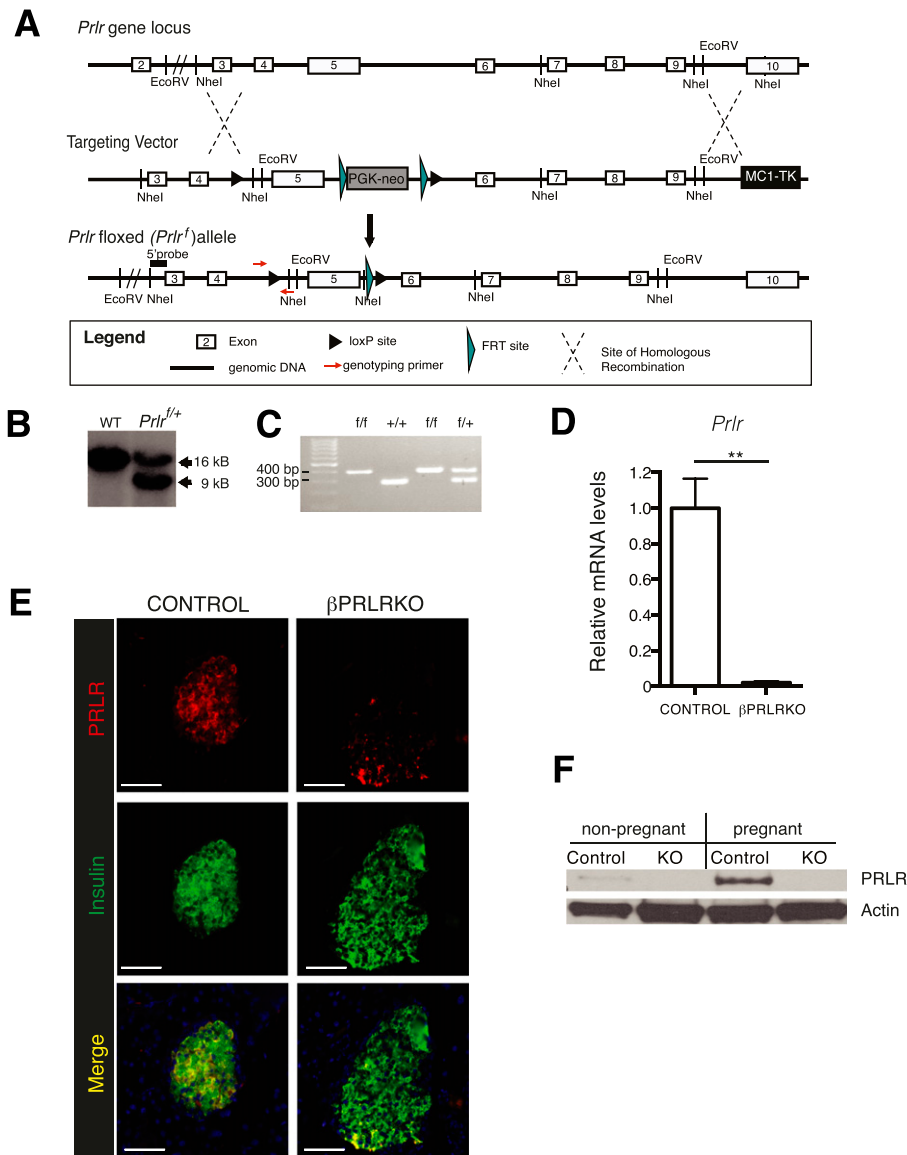 A
Prlr gene locus
EcoRV
2 3 4 5 6 7 8 9 10
EcoRV NheI NheI NheI NheI
Targeting Vector
EcoRV EcoRV
3 4 5 PGK-neo 6 7 8 9 MC1-TK
NheI NheI NheI NheI
Prlr floxed (Prlr f) allele
5'probe
EcoRV EcoRV
3 4 5 6 7 8 9 10
EcoRV NheI NheI NheI NheI NheI
Legend
2 Exon loxP site FRT site Site of Homologous
genomic DNA genotyping primer Recombination
B
WT Prlr f/+
16 kB
9 kB
C
f/f +/+ f/f f/+
400 bp
300 bp
D
Prlr
**
Relative mRNA levels
1.2
1.0
0.8
0.6
0.4
0.2
0
CONTROL βPRLRKO
E
CONTROL βPRLRKO
PRLR
Insulin
Merge
F
non-pregnant pregnant
Control KO Control KO
PRLR
Actin